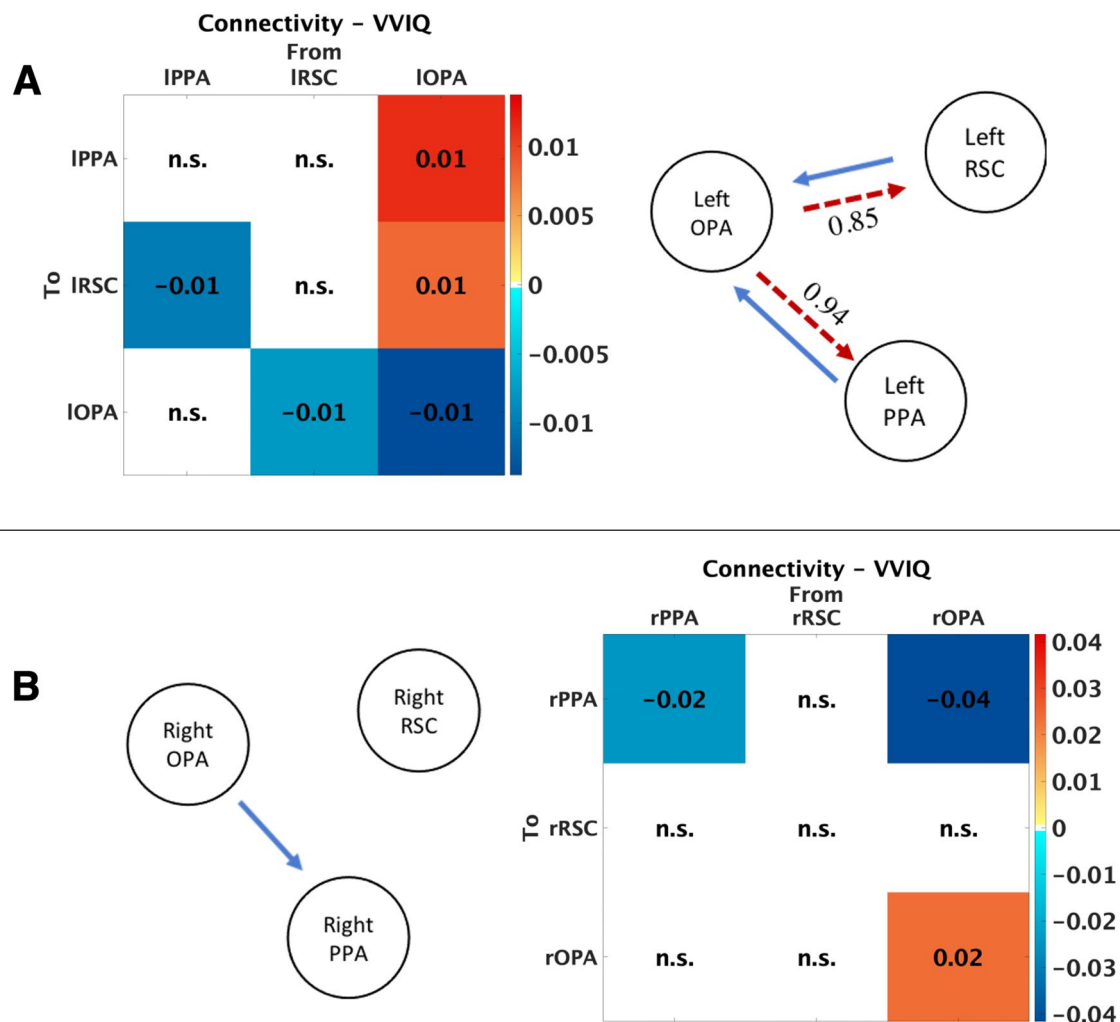 Connectivity – VVIQ
From
A
lPPA lRSC lOPA
lPPA n.s. n.s. 0.01
To lRSC −0.01 n.s. 0.01
lOPA n.s. −0.01 −0.01
0.01
0.005
0
−0.005
−0.01
Left
OPA
Left
RSC
0.85
0.94
Left
PPA
B
Right
OPA
Right
RSC
Right
PPA
Connectivity – VVIQ
From
rPPA rRSC rOPA
rPPA −0.02 n.s. −0.04
To rRSC n.s. n.s. n.s.
rOPA n.s. n.s. 0.02
0.04
0.03
0.02
0.01
0
−0.01
−0.02
−0.03
−0.04